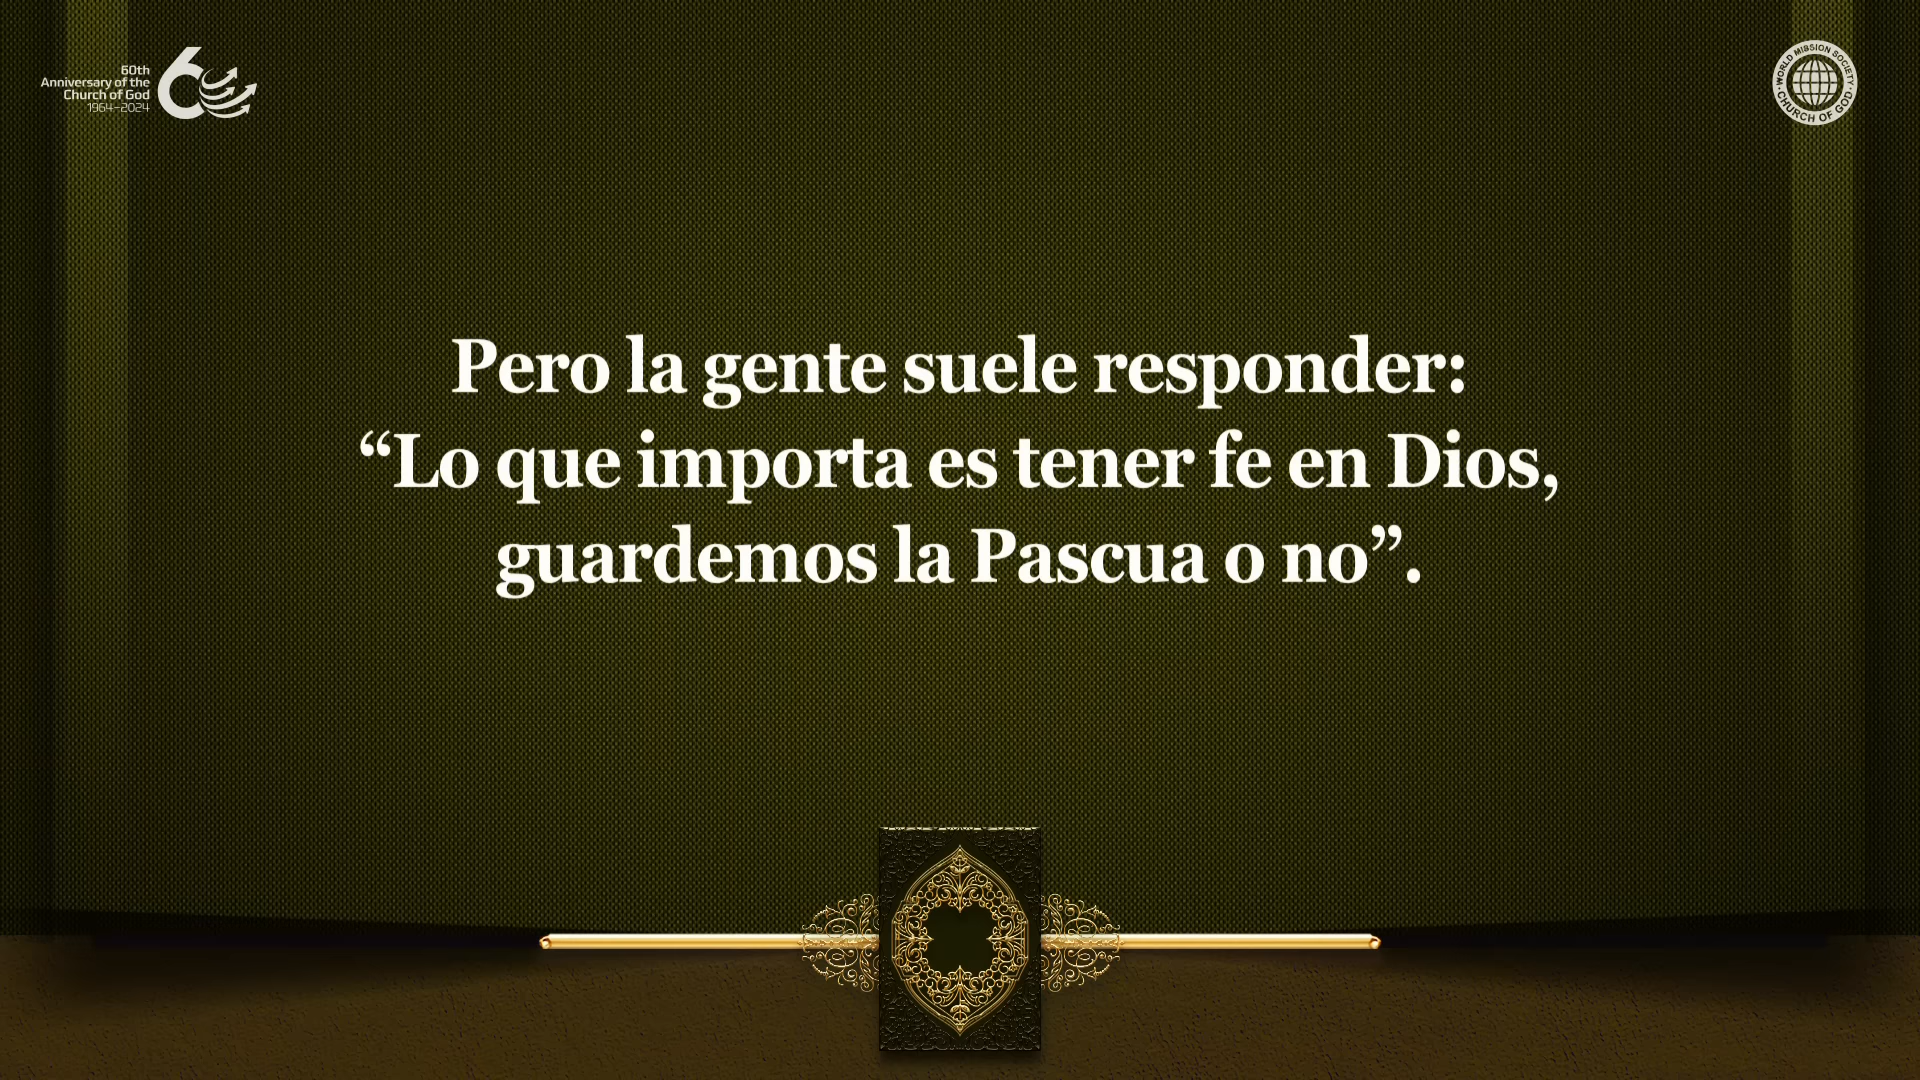 60th
Anniversary of the
Church of God
1964–2024
WORLD MISSION SOCIETY
CHURCH OF GOD
Pero la gente suele responder:
“Lo que importa es tener fe en Dios,
guardemos la Pascua o no”.